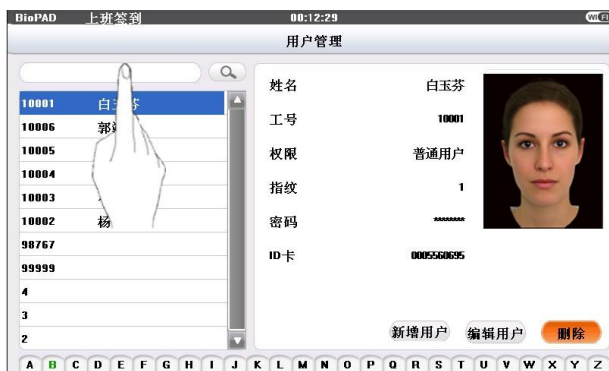 BioPAD 上班签到 00:12:29 WiFi
用户管理
10001 白玉芬
10006 郭
10005
10004
10003
10002 杨
98767
99999
4
3
2
姓名 白玉芬
工号 10001
权限 普通用户
指纹 1
密码 ********
ID卡 0005560695
新增用户 编辑用户 删除
A B C D E F G H I J K L M N O P Q R S T U V W X Y Z